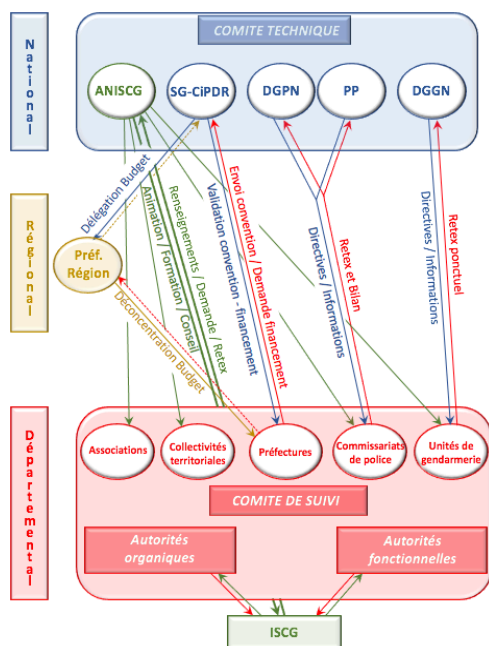 National
COMITE TECHNIQUE
ANISCG
SG-CiPDR
DGPN
PP
DGGN
Régional
Préf.
Région
Délégation Budget
Déconcentration Budget
Animation / Formation / Conseil
Renseignements / Demande / Retex
Validation convention - financement
Envoi convention / Demande financement
Directives / Informations
Retex et Bilan
Directives / Informations
Retex ponctuel
Départemental
Associations
Collectivités
territoriales
Préfectures
Commissariats
de police
Unités de
gendarmerie
COMITE DE SUIVI
Autorités
organiques
Autorités
fonctionnelles
ISCG